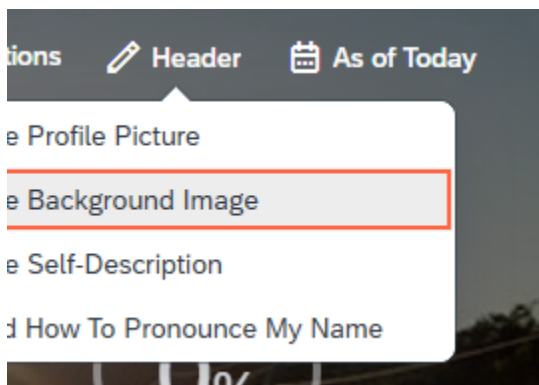 tions Header As of Today
e Profile Picture
e Background Image
e Self-Description
d How To Pronounce My Name
%